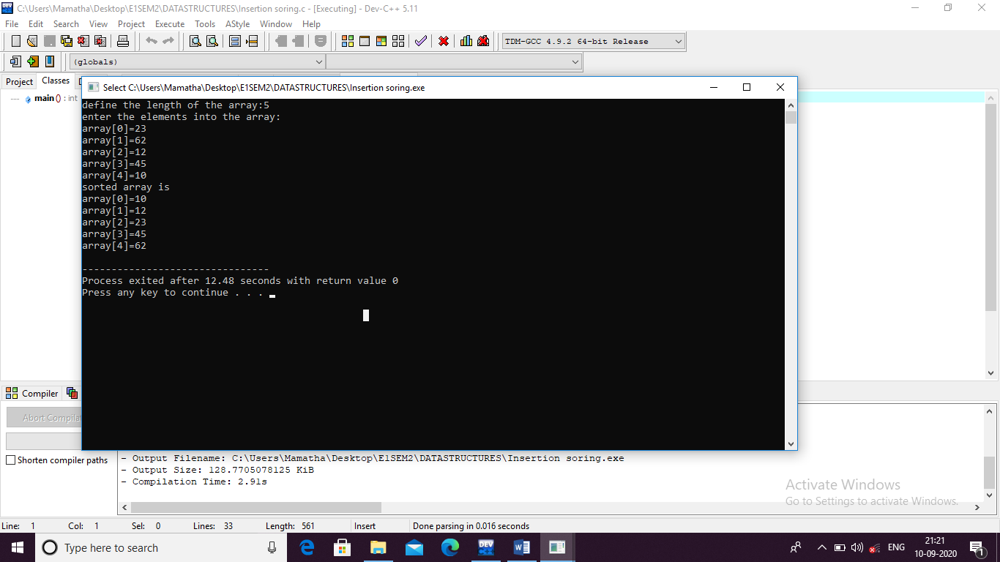 C:\Users\Mamatha\Desktop\E1SEM2\DATASTRUCTURES\Insertion soring.c - [Executing] - Dev-C++ 5.11
File Edit Search View Project Execute Tools AStyle Window Help
TDM-GCC 4.9.2 64-bit Release
(globals)
Project Classes
main () : int
Select C:\Users\Mamatha\Desktop\E1SEM2\DATASTRUCTURES\Insertion soring.exe
define the length of the array:5
enter the elements into the array:
array[0]=23
array[1]=62
array[2]=12
array[3]=45
array[4]=10
sorted array is
array[0]=10
array[1]=12
array[2]=23
array[3]=45
array[4]=62
--------------------------------
Process exited after 12.48 seconds with return value 0
Press any key to continue . . .
Compiler
Abort Compilat
Shorten compiler paths
- Output Filename: C:\Users\Mamatha\Desktop\E1SEM2\DATASTRUCTURES\Insertion soring.exe
- Output Size: 128.7705078125 KiB
- Compilation Time: 2.91s
Activate Windows
Go to Settings to activate Windows.
Line: 1 Col: 1 Sel: 0 Lines: 33 Length: 561 Insert Done parsing in 0.016 seconds
Type here to search
DEV
ENG
21:21
10-09-2020
1